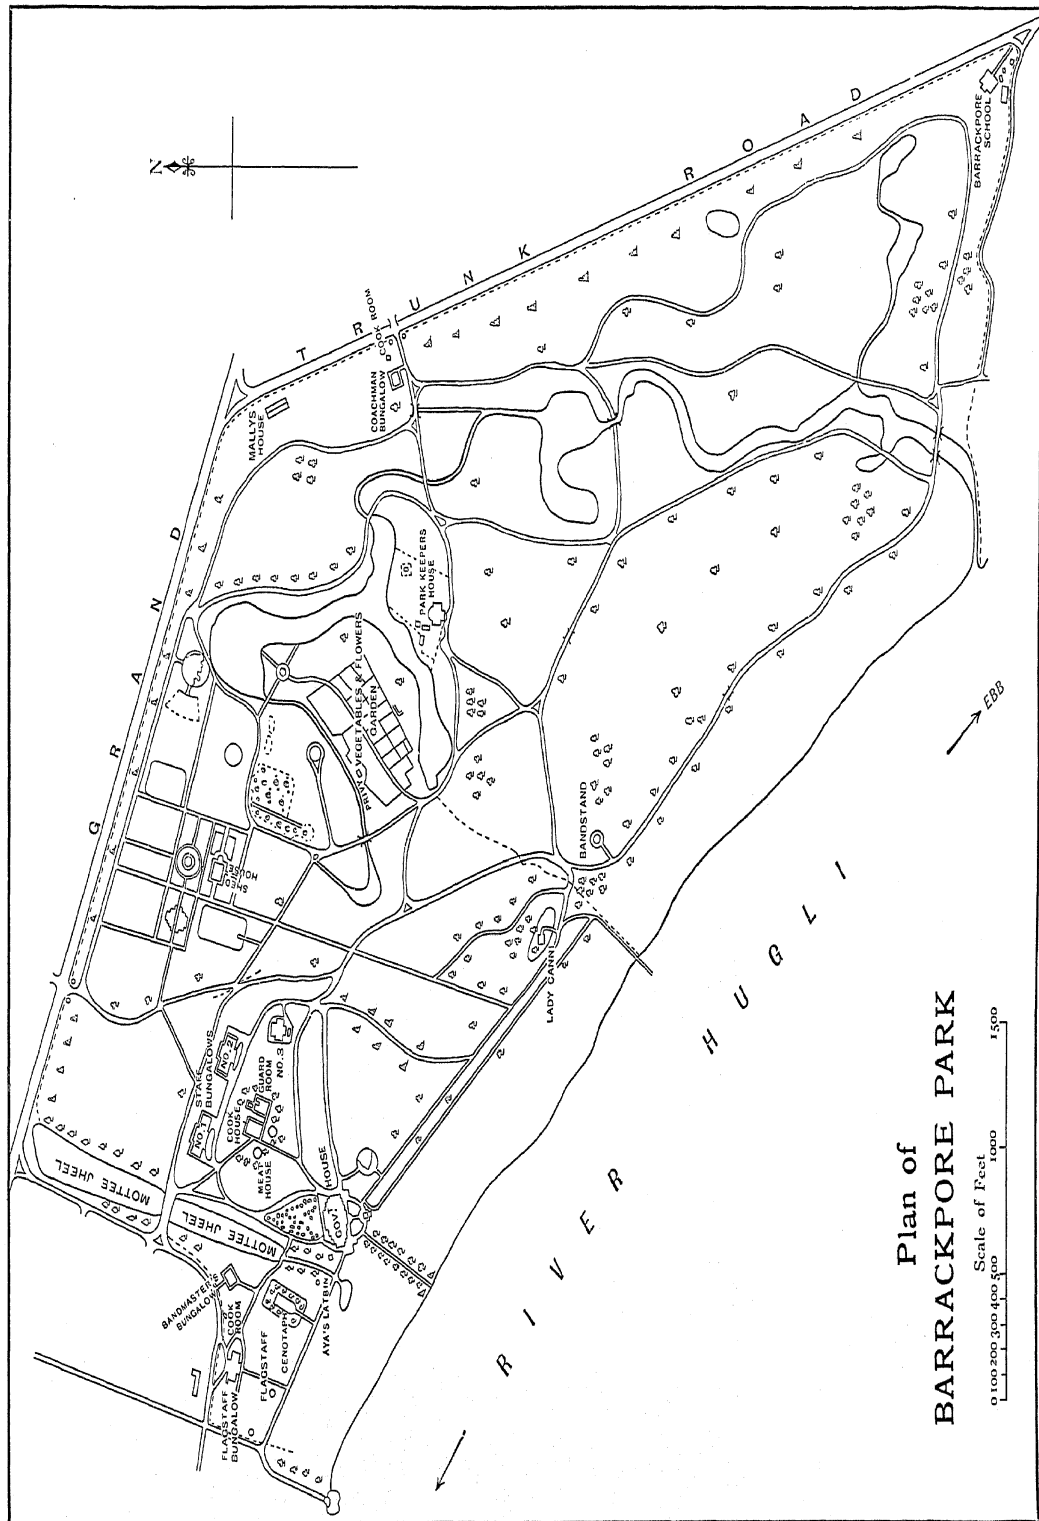 N
GRAND TRUNK ROAD
BARRACKPORE
SCHOOL
COOK ROOM
COACHMAN
BUNGALOW
MALLYS
HOUSE
PARK KEEPERS
HOUSE
PRIVY
VEGETABLES & FLOWERS
GARDEN
SHED
HOUSE
BANDSTAND
LADY CANNI
STAFF
BUNGALOWS
NO. 1
NO. 2
NO. 3
COOK
HOUSE
GUARD
ROOM
MEAT
HOUSE
GOVT
HOUSE
MOTTEE JHEEL
MOTTEE JHEEL
BANDMASTER'S
BUNGALOW
COOK
ROOM
CENOTAPH
AYA'S LATRIN
FLAGSTAFF
FLAGSTAFF
BUNGALOW
RIVER HUGLI
EBB
Plan of
BARRACKPORE PARK
Scale of Feet
0 100 200 300 400 500 1000 1,500